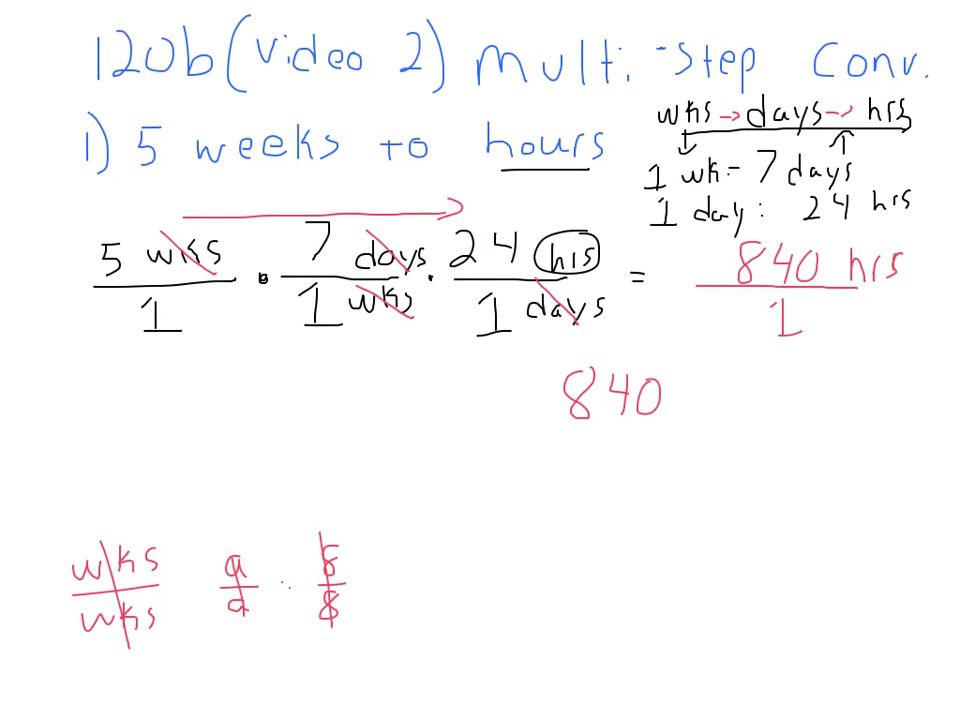 120b (Video 2) Multi-Step Conv.
wks → days → hrs
1) 5 weeks to hours
1 wk = 7 days
1 day : 24 hrs
5 wks / 1 · 7 days / 1 wks · 24 hrs / 1 days = 840 hrs / 1
840
wks / wks a / a : 8 / 8